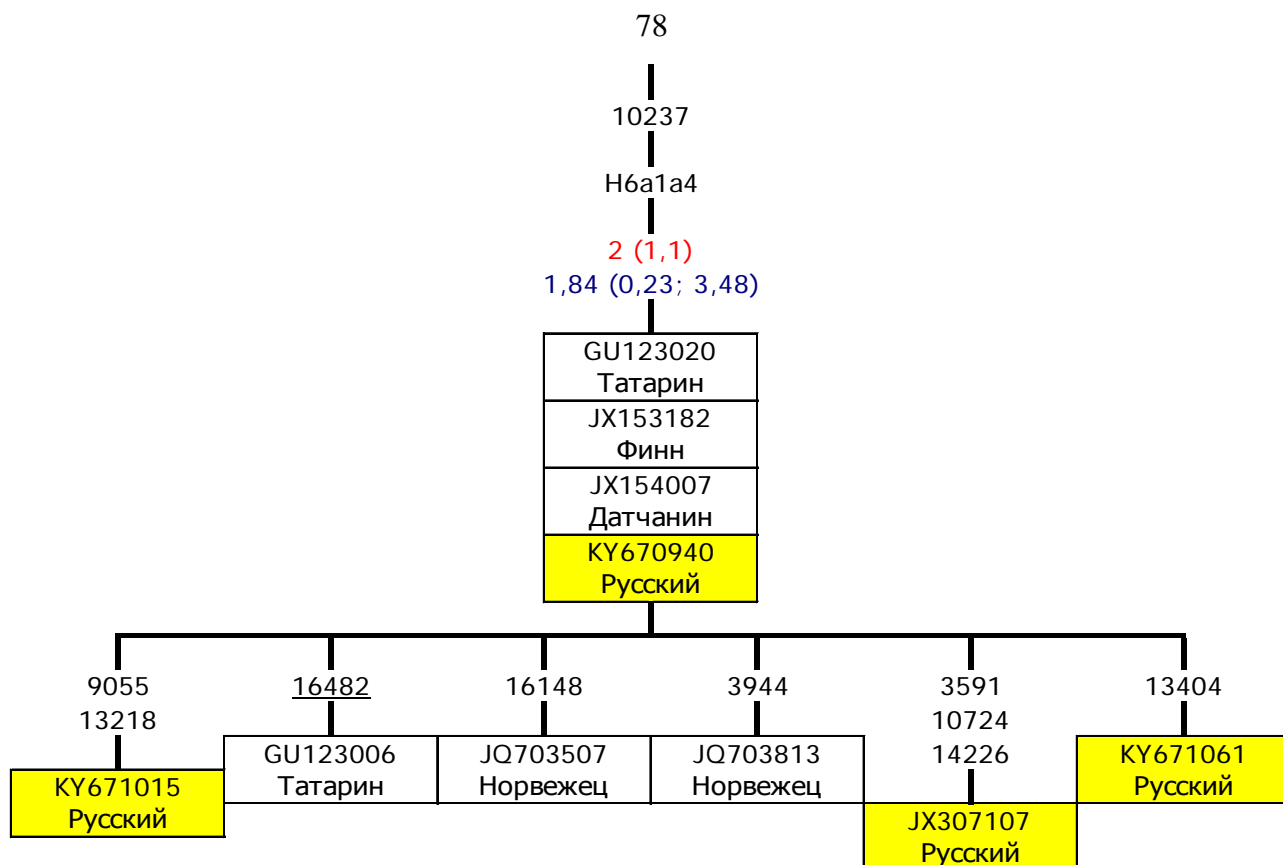 78
10237
H6a1a4
2 (1,1)
1,84 (0,23; 3,48)
GU123020
Татарин
JX153182
Финн
JX154007
Датчанин
KY670940
Русский
9055
13218
KY671015
Русский
16482
GU123006
Татарин
16148
JQ703507
Норвежец
3944
JQ703813
Норвежец
3591
10724
14226
JX307107
Русский
13404
KY671061
Русский